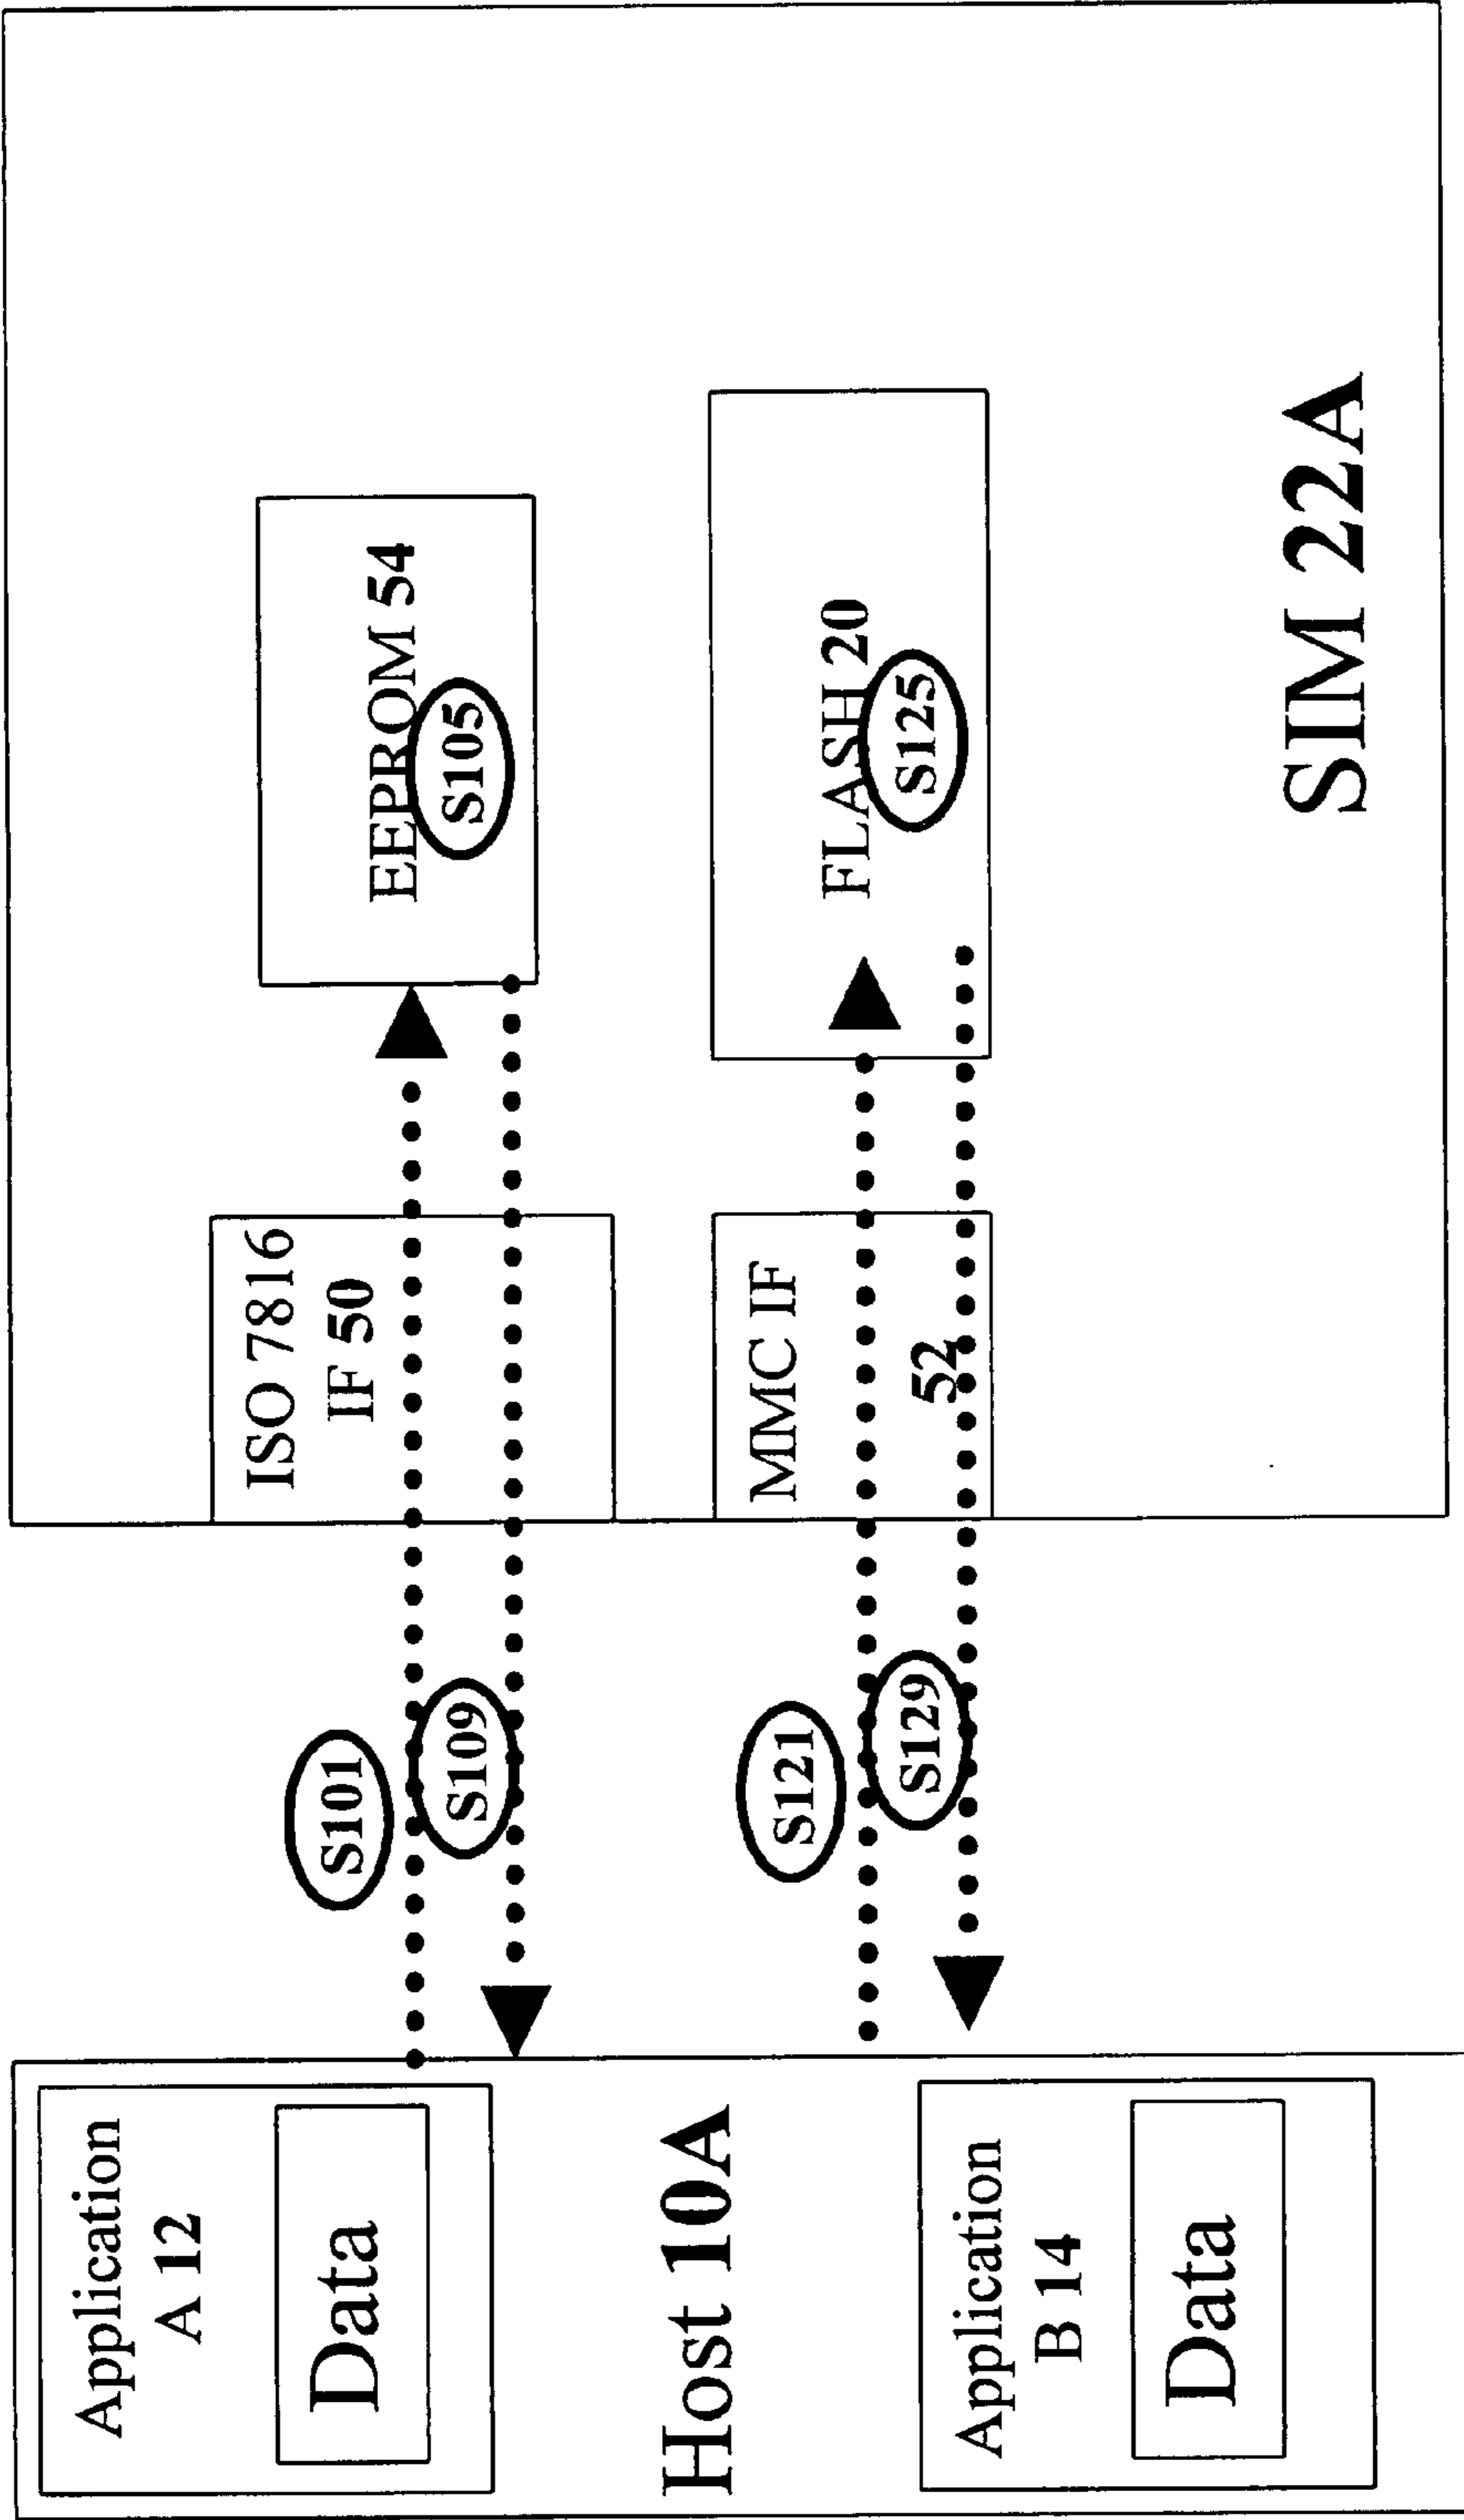 Application
A 12
Data
Host 10A
Application
B 14
Data
S101
S109
S121
S129
ISO 7816
IF 50
MMC IF
52
EEPROM 54
S105
FLASH 20
S125
SIM 22A